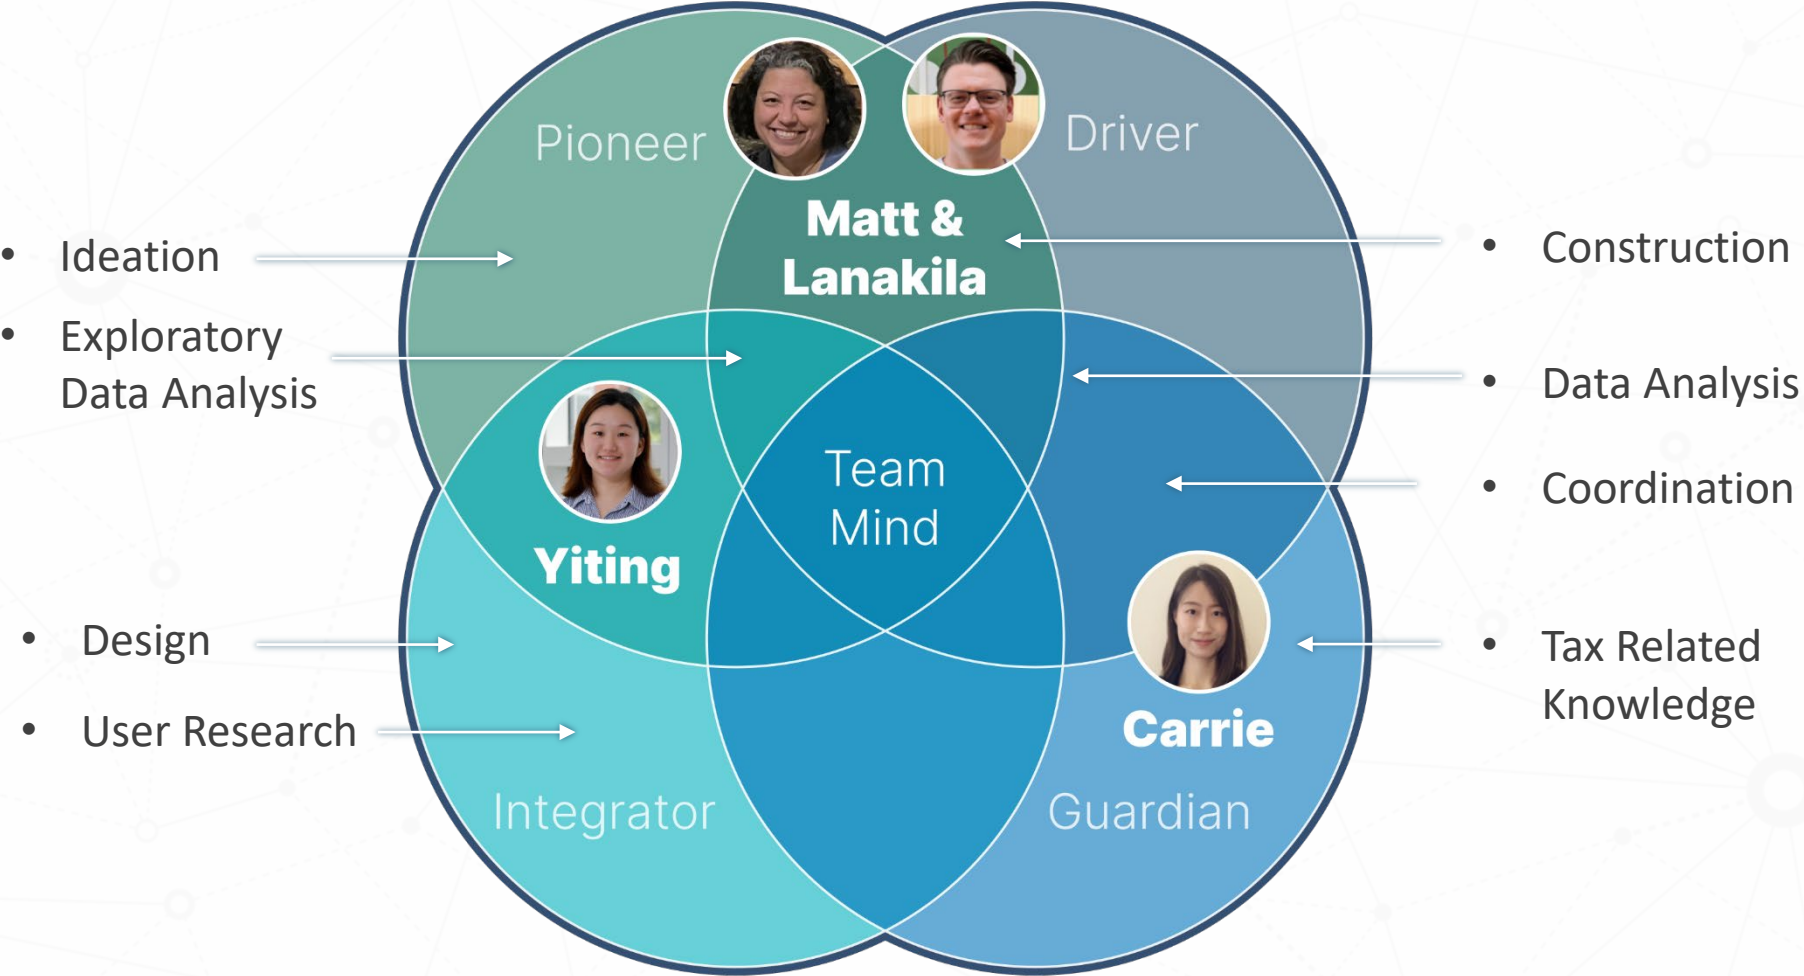 Pioneer
Driver
Matt &
Lanakila
• Ideation
• Exploratory
Data Analysis
• Construction
• Data Analysis
• Coordination
Team
Mind
Yiting
• Design
• User Research
• Tax Related
Knowledge
Carrie
Integrator
Guardian